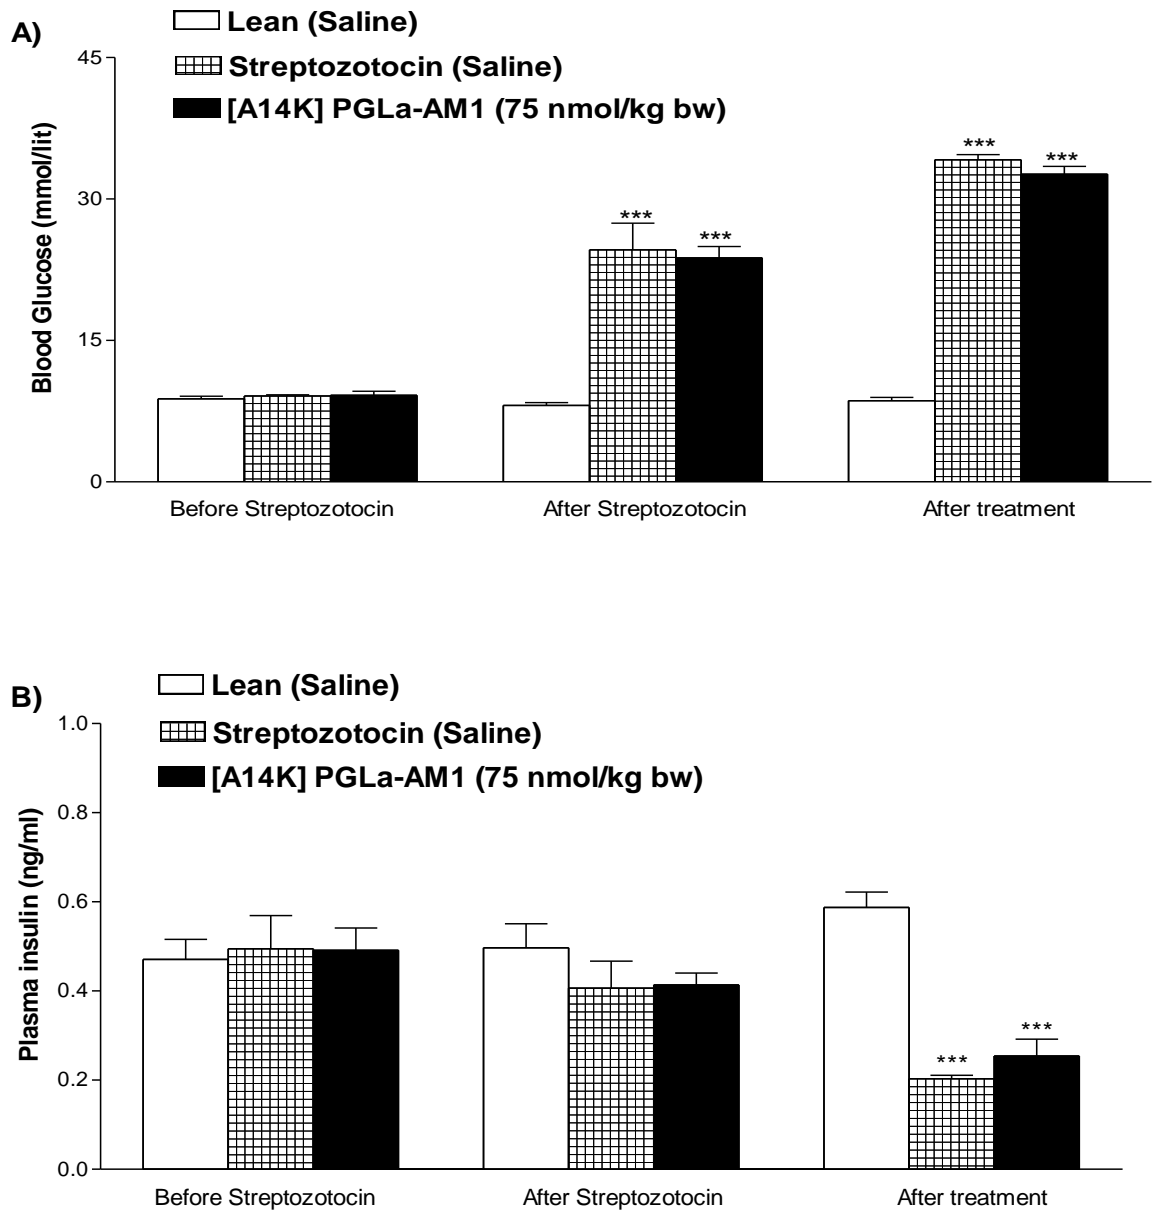 A)
Lean (Saline)
Streptozotocin (Saline)
[A14K] PGLa-AM1 (75 nmol/kg bw)
45
30
15
0
Blood Glucose (mmol/lit)
***
***
***
***
Before Streptozotocin
After Streptozotocin
After treatment
B)
Lean (Saline)
Streptozotocin (Saline)
[A14K] PGLa-AM1 (75 nmol/kg bw)
1.0
0.8
0.6
0.4
0.2
0.0
Plasma insulin (ng/ml)
***
***
Before Streptozotocin
After Streptozotocin
After treatment